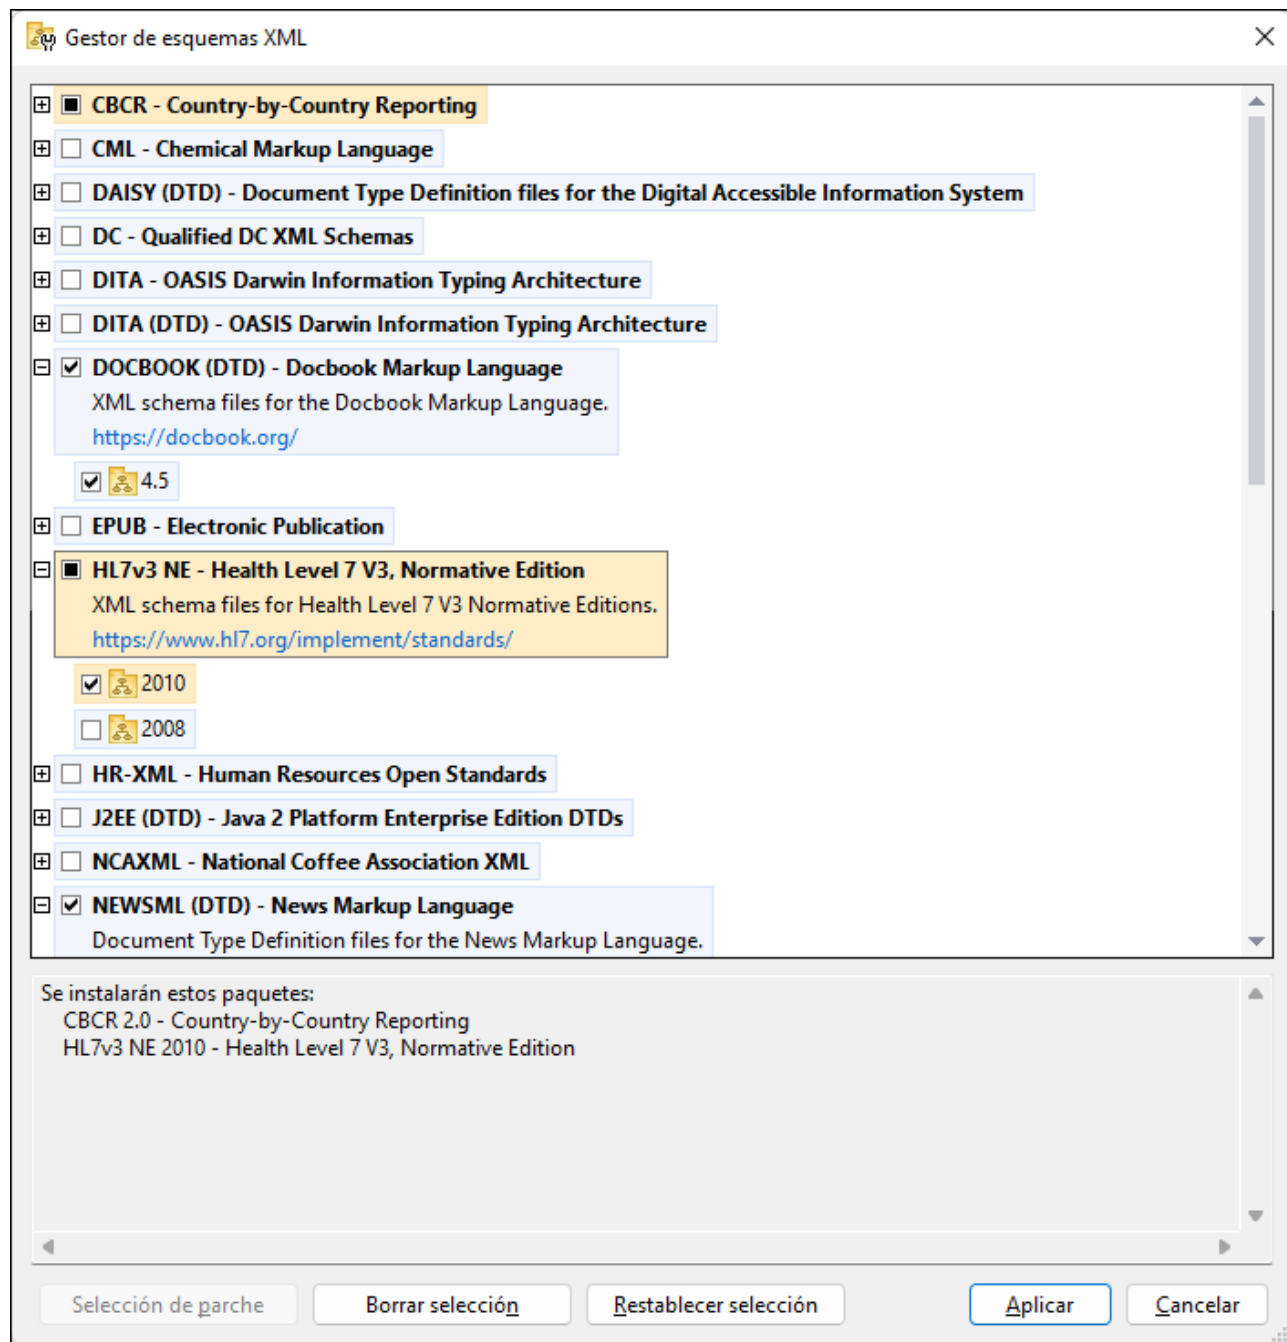 Gestor de esquemas XML
CBCR - Country-by-Country Reporting
CML - Chemical Markup Language
DAISY (DTD) - Document Type Definition files for the Digital Accessible Information System
DC - Qualified DC XML Schemas
DITA - OASIS Darwin Information Typing Architecture
DITA (DTD) - OASIS Darwin Information Typing Architecture
DOCBOOK (DTD) - Docbook Markup Language
XML schema files for the Docbook Markup Language.
https://docbook.org/
4.5
EPUB - Electronic Publication
HL7v3 NE - Health Level 7 V3, Normative Edition
XML schema files for Health Level 7 V3 Normative Editions.
https://www.hl7.org/implement/standards/
2010
2008
HR-XML - Human Resources Open Standards
J2EE (DTD) - Java 2 Platform Enterprise Edition DTDs
NCAXML - National Coffee Association XML
NEWSML (DTD) - News Markup Language
Document Type Definition files for the News Markup Language.
Se instalarán estos paquetes:
CBCR 2.0 - Country-by-Country Reporting
HL7v3 NE 2010 - Health Level 7 V3, Normative Edition
Selección de parche
Borrar selección
Restablecer selección
Aplicar
Cancelar